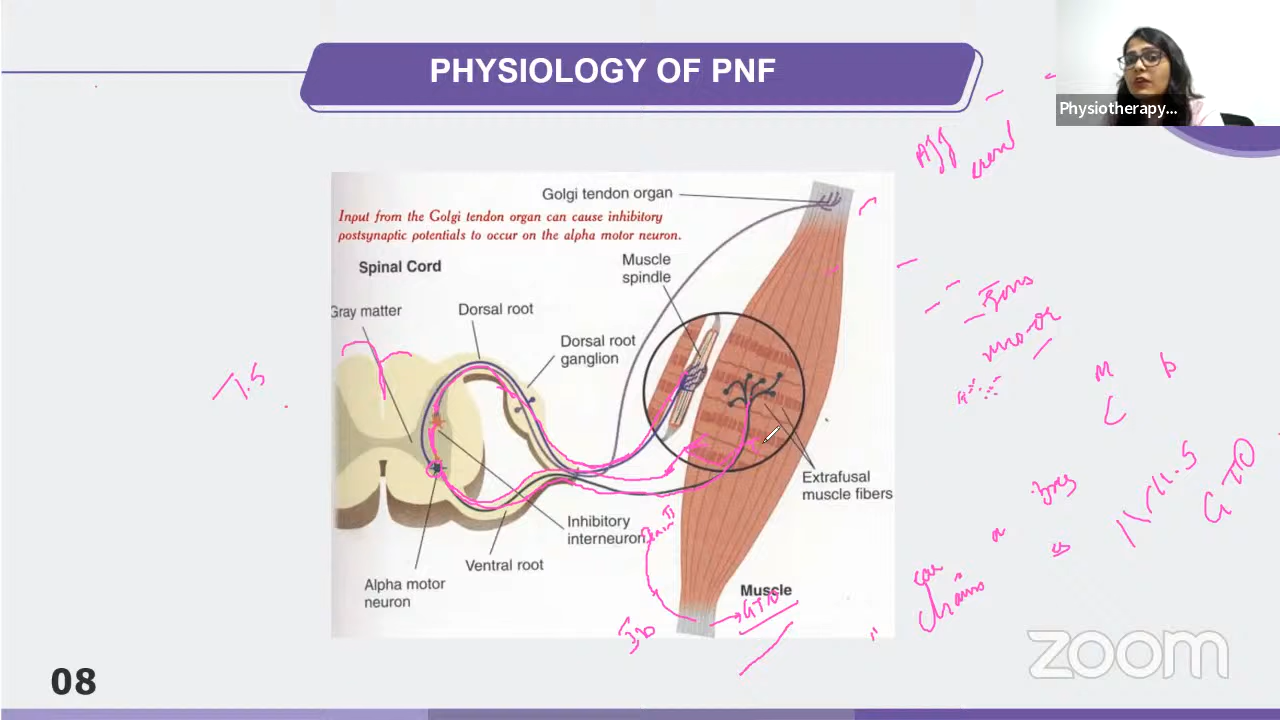 PHYSIOLOGY OF PNF
Physiotherapy...
Golgi tendon organ
Input from the Golgi tendon organ can cause inhibitory
postsynaptic potentials to occur on the alpha motor neuron.
Spinal Cord
Muscle
spindle
Gray matter
Dorsal root
Dorsal root
ganglion
T.S
M
b
Extrafusal
muscle fibers
GTO
Inhibitory
interneuron
Ventral root
Alpha motor
neuron
Muscle
GTO
Ib
chains
zoom
08